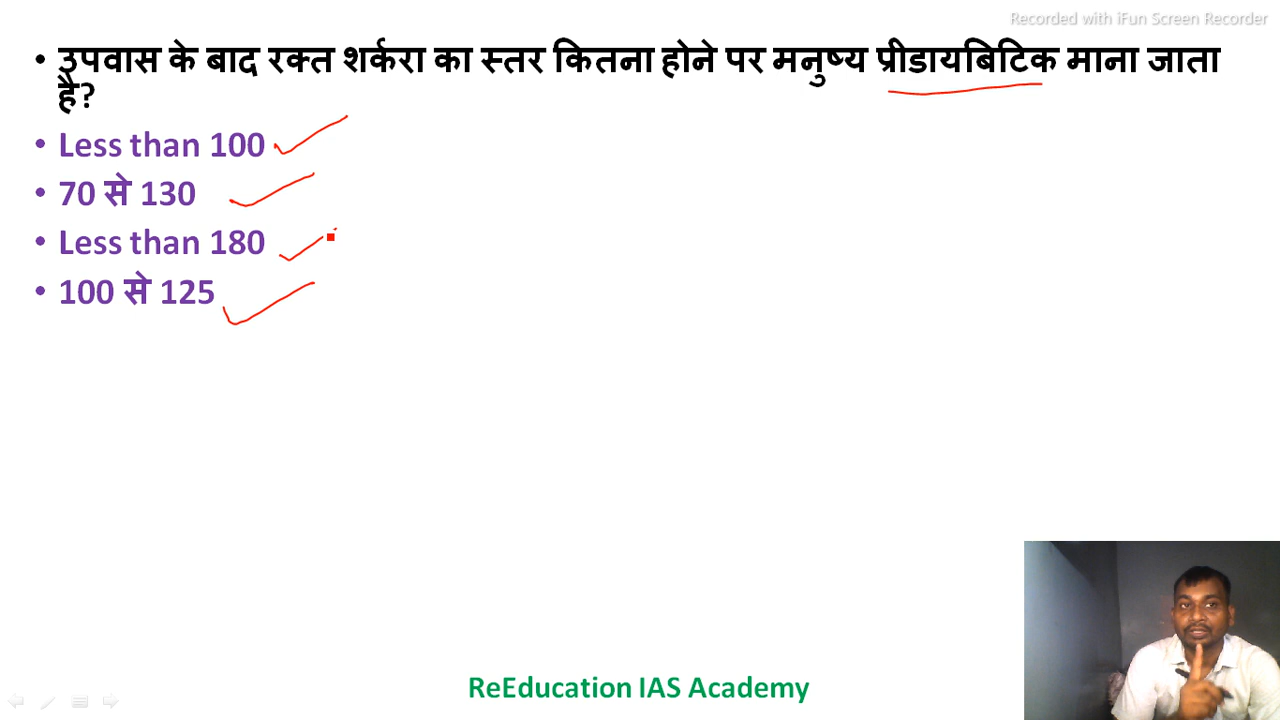 Recorded with iFun Screen Recorder
• उपवास के बाद रक्त शर्करा का स्तर कितना होने पर मनुष्य प्रीडायबिटिक माना जाता
है?
• Less than 100
• 70 से 130
• Less than 180
• 100 से 125
ReEducation IAS Academy